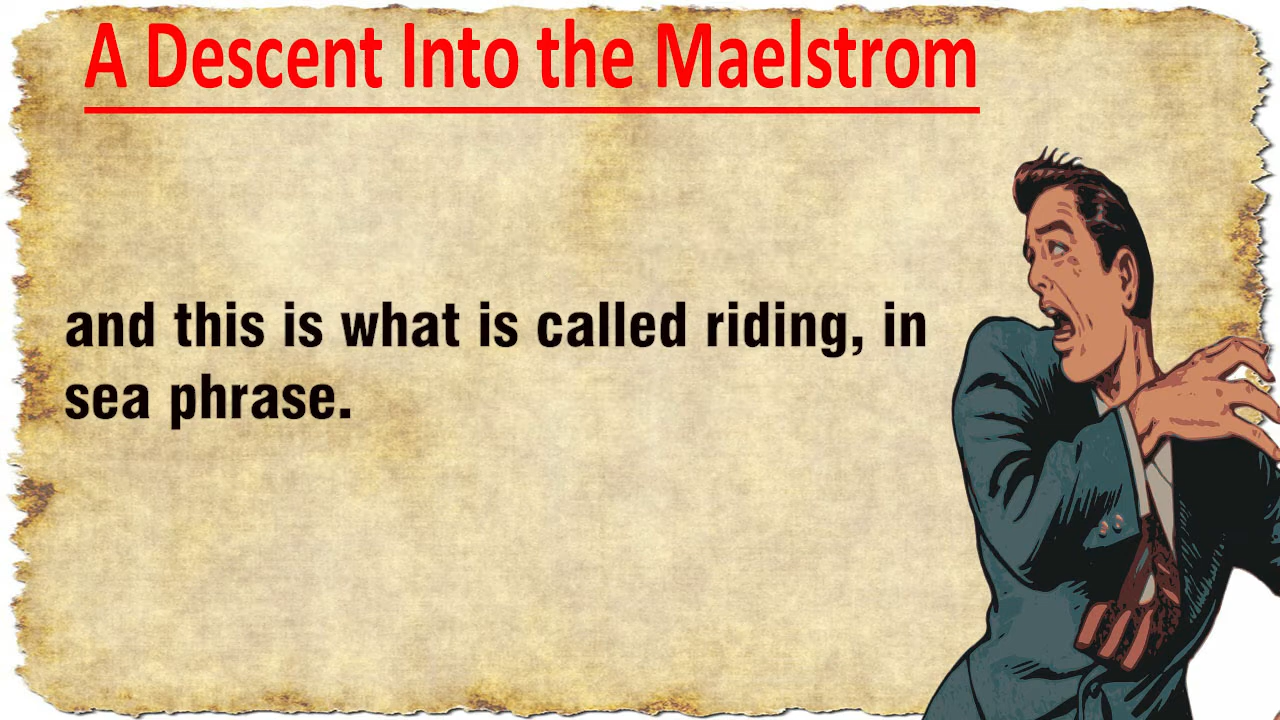 A Descent Into the Maelstrom
and this is what is called riding, in
sea phrase.